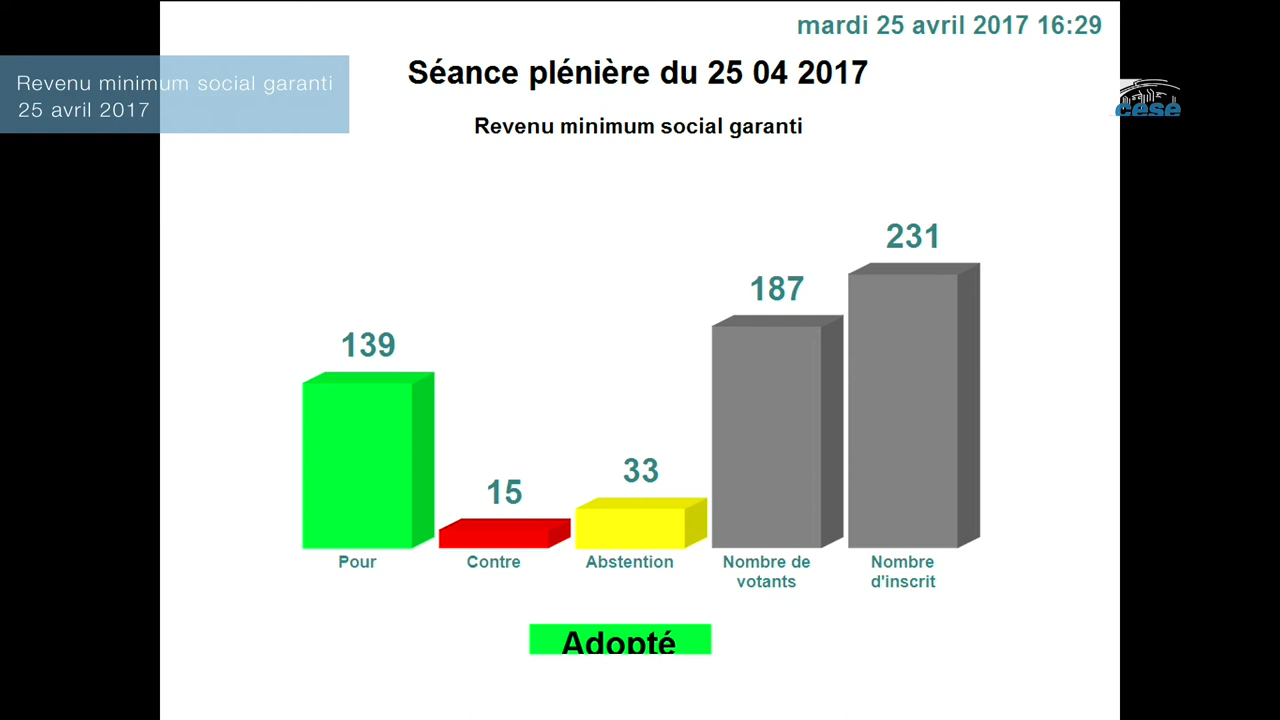 mardi 25 avril 2017 16:29
Séance plénière du 25 04 2017
Revenu minimum social garanti
25 avril 2017
cese
Revenu minimum social garanti
231
187
139
33
15
Pour
Contre
Abstention
Nombre de
votants
Nombre
d'inscrit
Adopté